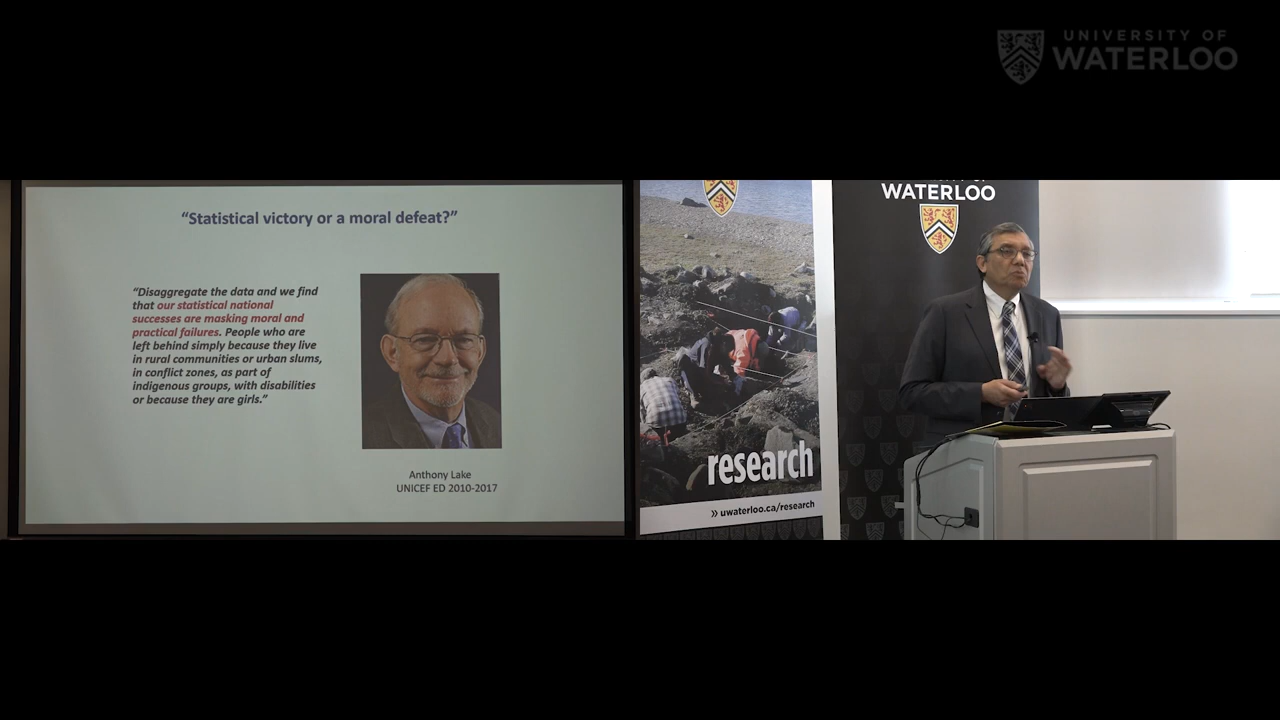 UNIVERSITY OF
WATERLOO
“Statistical victory or a moral defeat?”
“Disaggregate the data and we find
that our statistical national
successes are masking moral and
practical failures. People who are
left behind simply because they live
in rural communities or urban slums,
in conflict zones, as part of
indigenous groups, with disabilities
or because they are girls.”
Anthony Lake
UNICEF ED 2010-2017
research
» uwaterloo.ca/research
WATERLOO